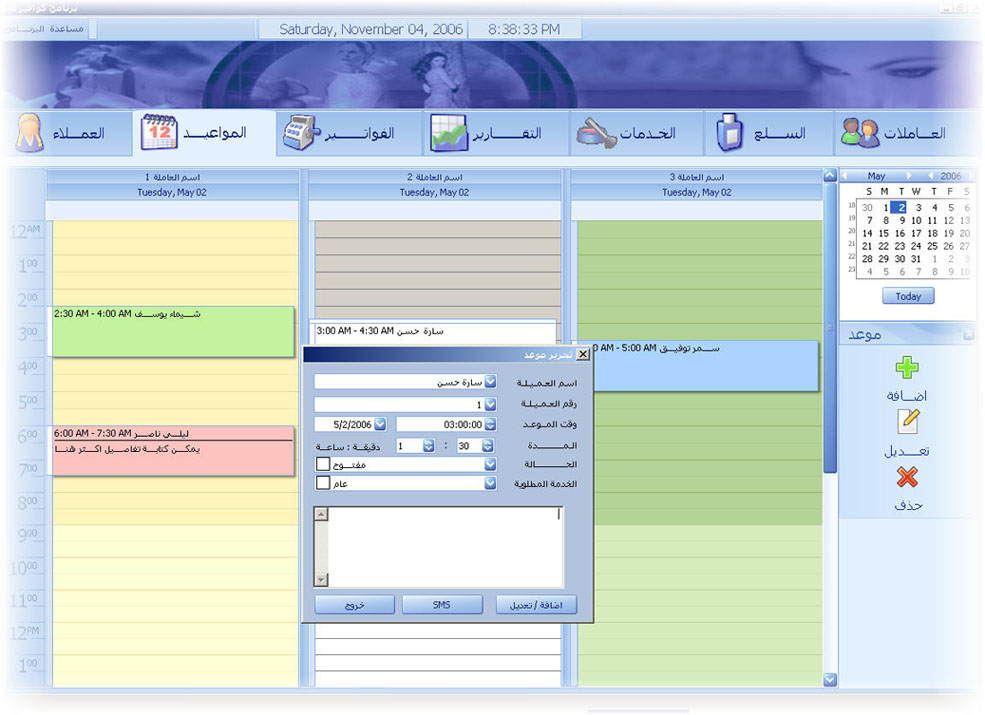 برنامج كوافير
مساعدة البرنامج
Saturday, November 04, 2006
8:38:33 PM
العملاء
المواعيد
12
الفواتير
التقارير
الخدمات
السلع
العاملات
اسم العاملة 1
اسم العاملة 2
اسم العاملة 3
Tuesday, May 02
Tuesday, May 02
Tuesday, May 02
12AM
1 00
2 00
3 00
4 00
5 00
6 00
7 00
8 00
9 00
10 00
11 00
12PM
1 00
2:30 AM - 4:00 AM شيماء يوسف
6:00 AM - 7:30 AM ليلى ناصر
يمكن كتابة تفاصيل اكثر هنا
3:00 AM - 4:30 AM سارة حسن
0 AM - 5:00 AM سمر توفيق
تحرير موعد
اسم العميلة
سارة حسن
رقم العميلة
1
وقت الموعد
03:00:00
5/2/2006
المدة
30 : 1
دقيقة : ساعة
الحالة
مفتوح
الخدمة المطلوبة
عام
اضافة / تعديل
SMS
خروج
May 2006
S M T W T F S
18 30 1 2 3 4 5 6
19 7 8 9 10 11 12 13
20 14 15 16 17 18 19 20
21 21 22 23 24 25 26 27
22 28 29 30 31 1 2 3
23 4 5 6 7 8 9 10
Today
موعد
اضافة
تعديل
حذف